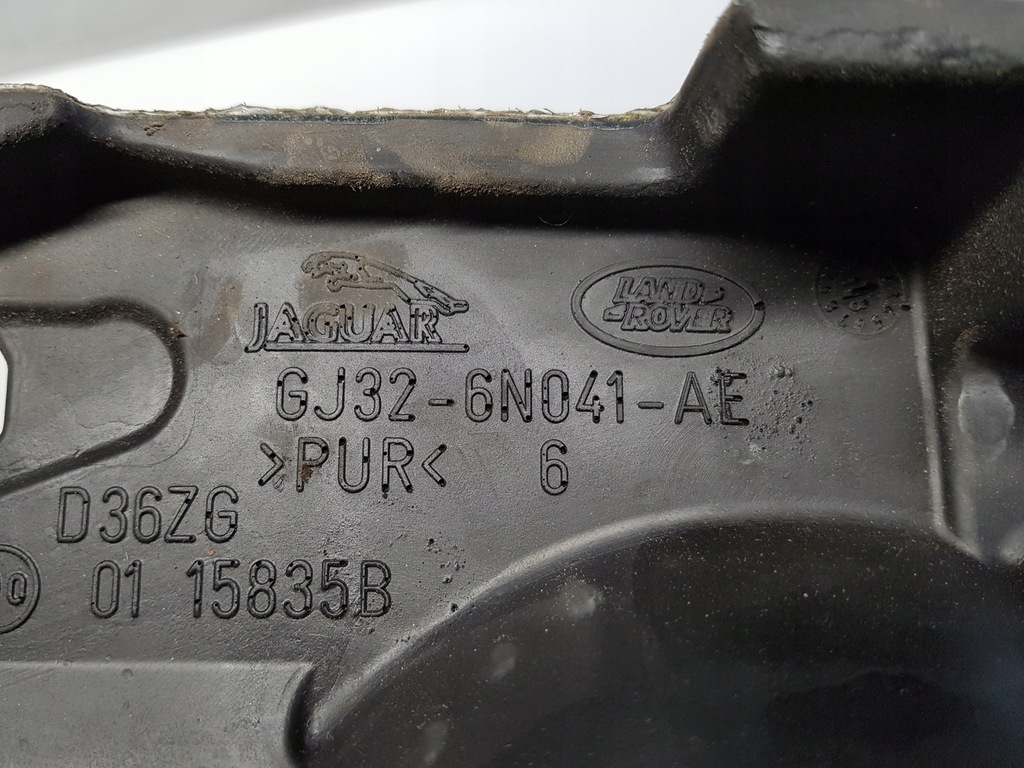 JAGUAR
LAND
ROVER
GJ32-6N041-AE
>PUR< 6
D36ZG
01 15835B